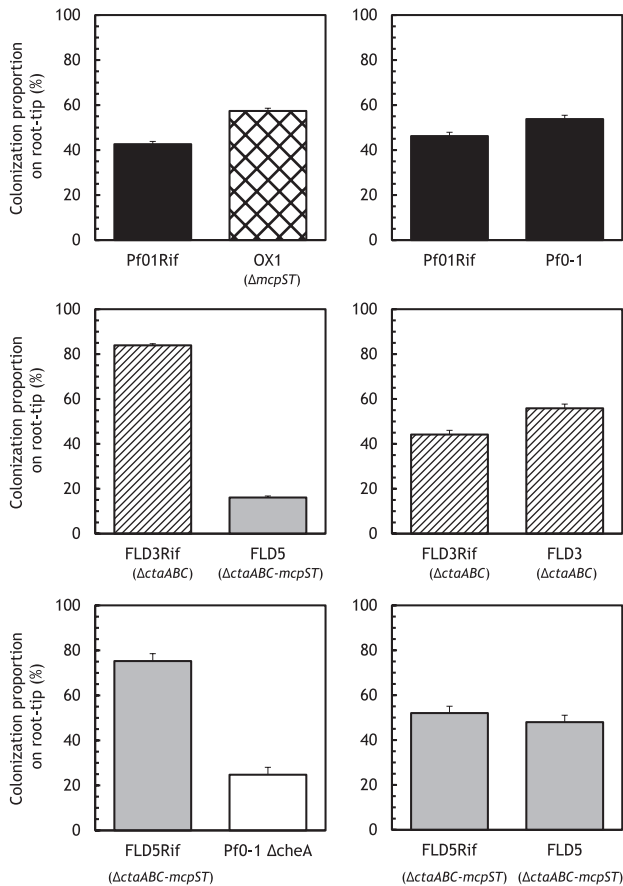 Colonization proportion
on root-tip (%)
100
80
60
40
20
0
Pf01Rif
OX1
(ΔmcpST)
100
80
60
40
20
0
Pf01Rif
Pf0-1
Colonization proportion
on root-tip (%)
100
80
60
40
20
0
FLD3Rif
(ΔctaABC)
FLD5
(ΔctaABC-mcpST)
100
80
60
40
20
0
FLD3Rif
(ΔctaABC)
FLD3
(ΔctaABC)
Colonization proportion
on root-tip (%)
100
80
60
40
20
0
FLD5Rif
(ΔctaABC-mcpST)
Pf0-1 ΔcheA
100
80
60
40
20
0
FLD5Rif
(ΔctaABC-mcpST)
FLD5
(ΔctaABC-mcpST)